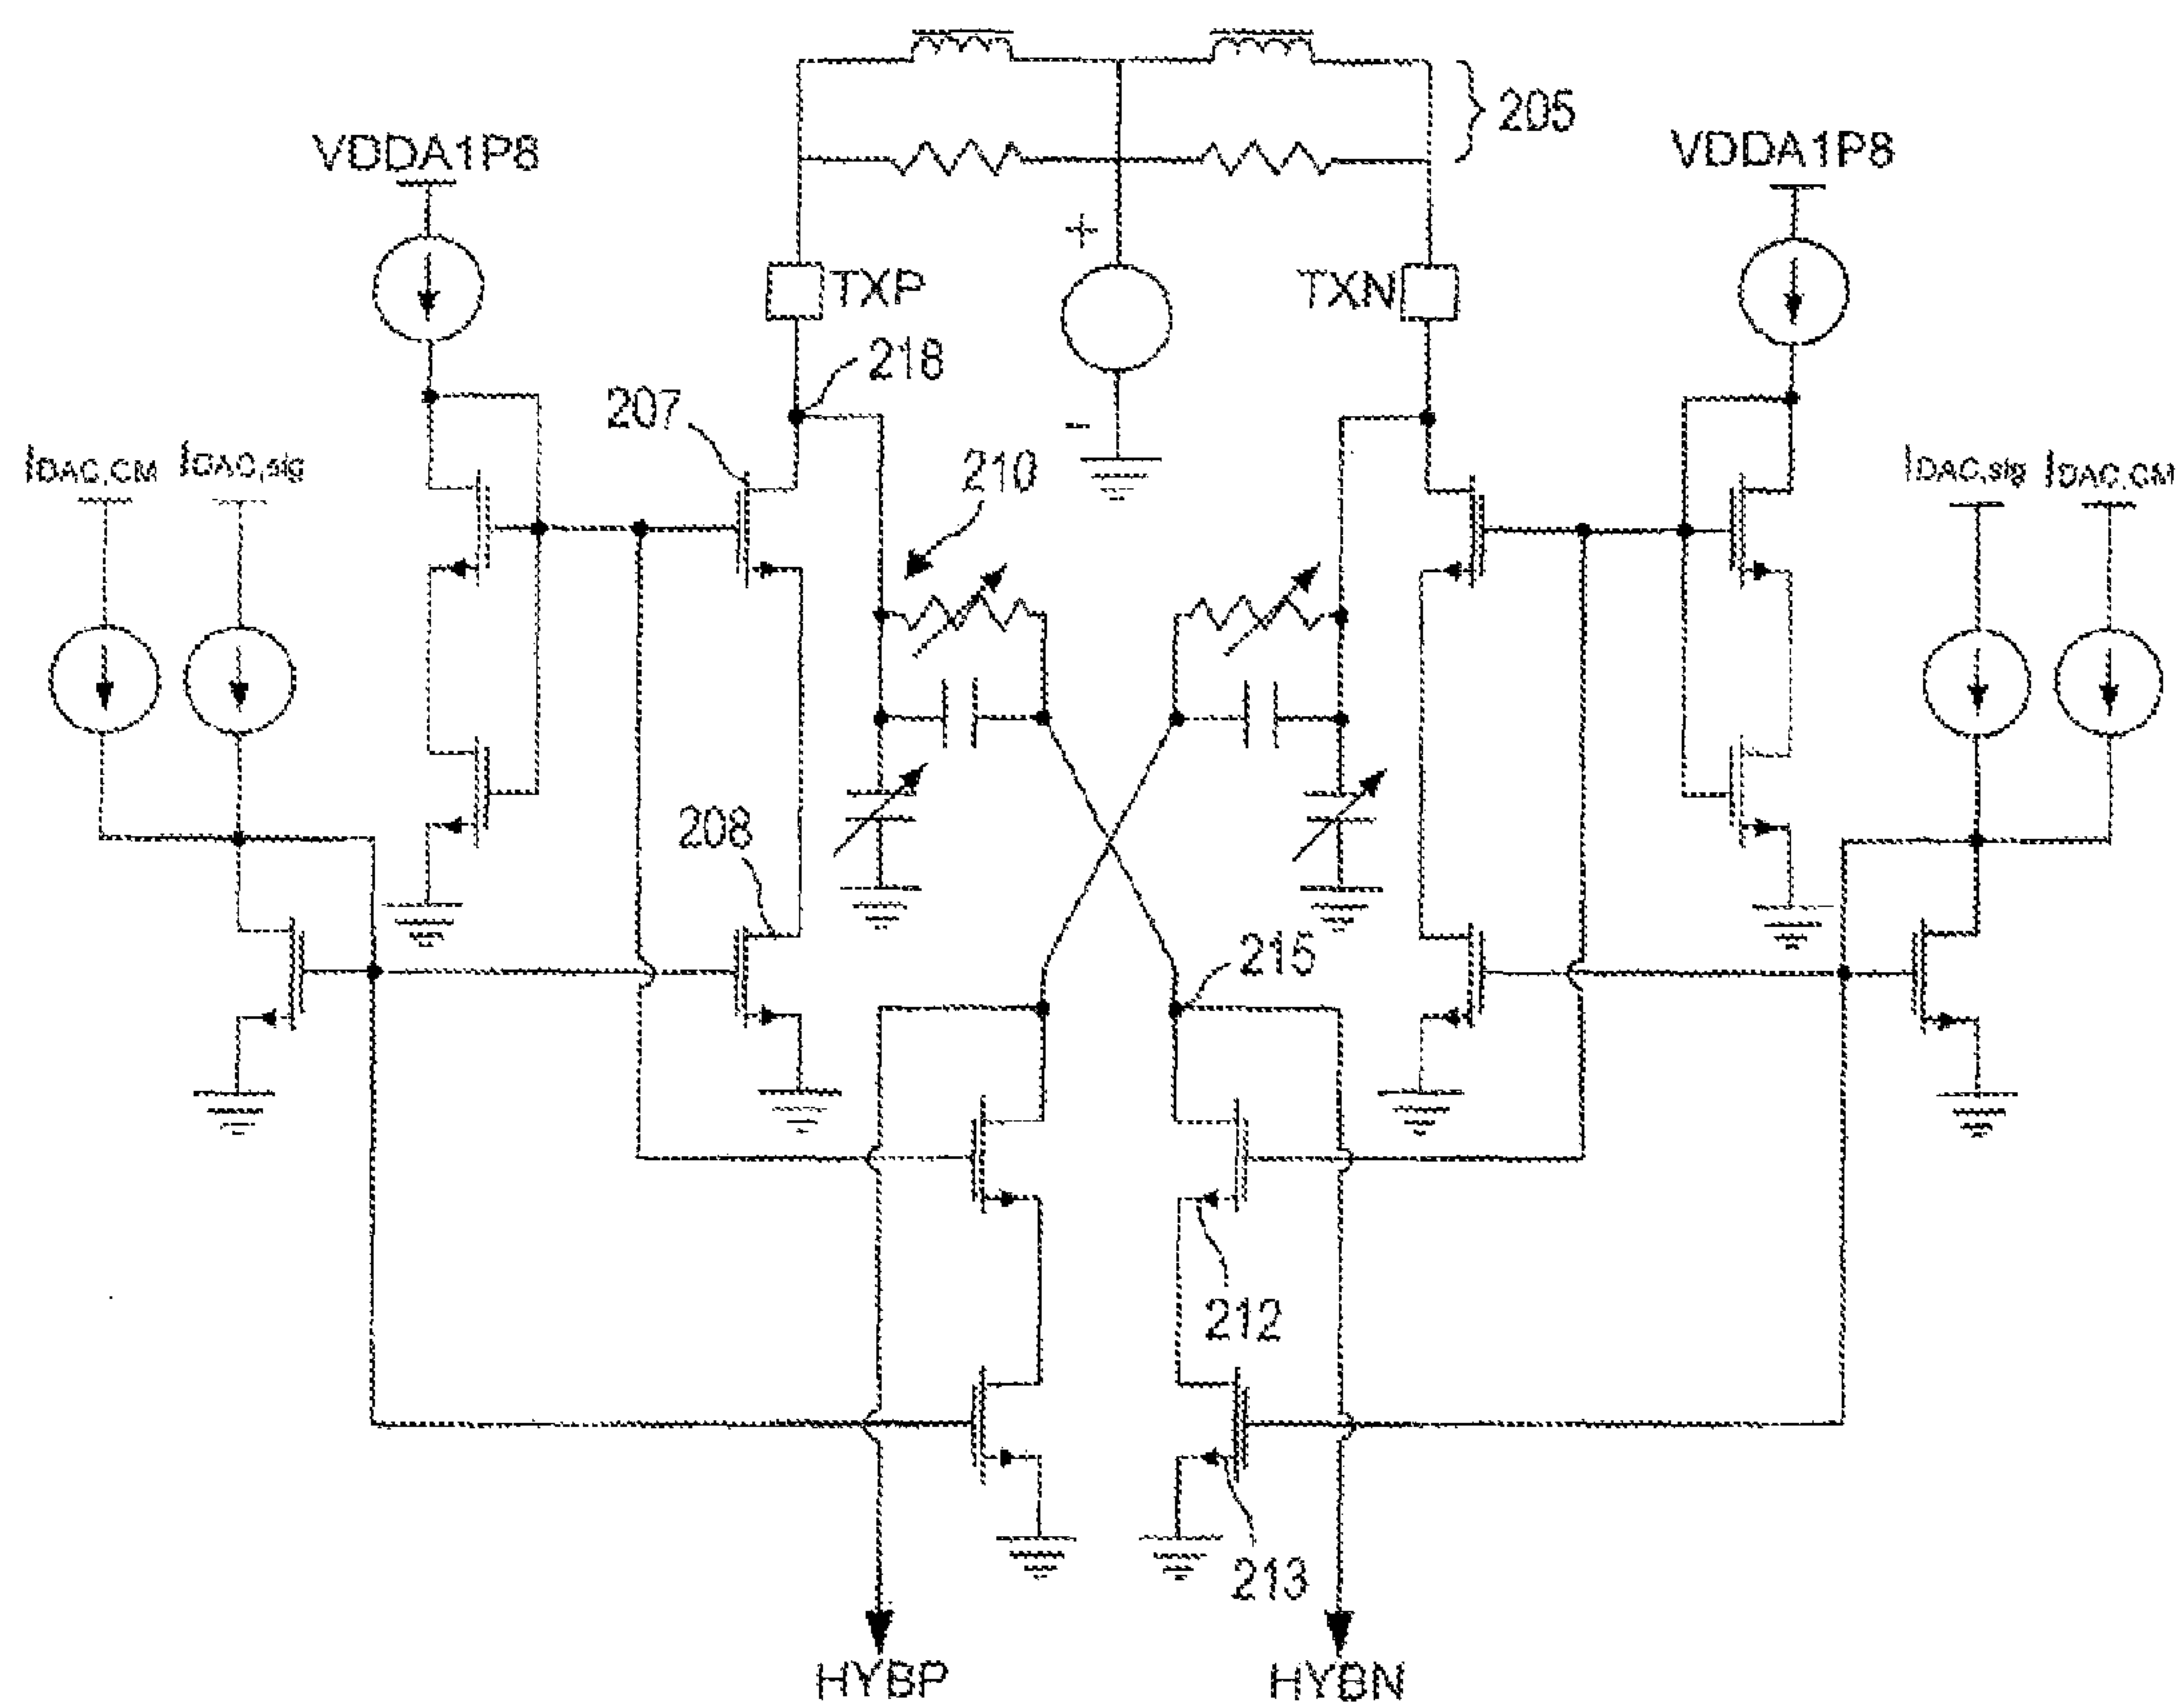 205
VDDA1P8
VDDA1P8
+
TXP
TXN
218
207
-
IDAC,CM
IDAC,sig
210
IDAC,sig
IDAC,CM
208
215
212
213
HYBP
HYBN